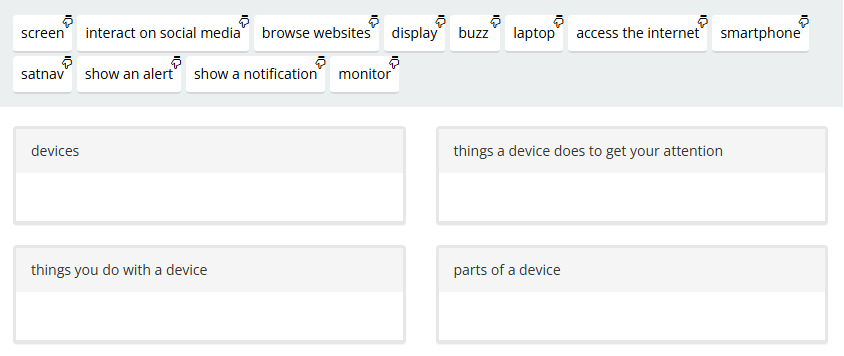 screen interact on social media browse websites display buzz laptop access the internet smartphone
satnav show an alert show a notification monitor
devices
things a device does to get your attention
things you do with a device
parts of a device